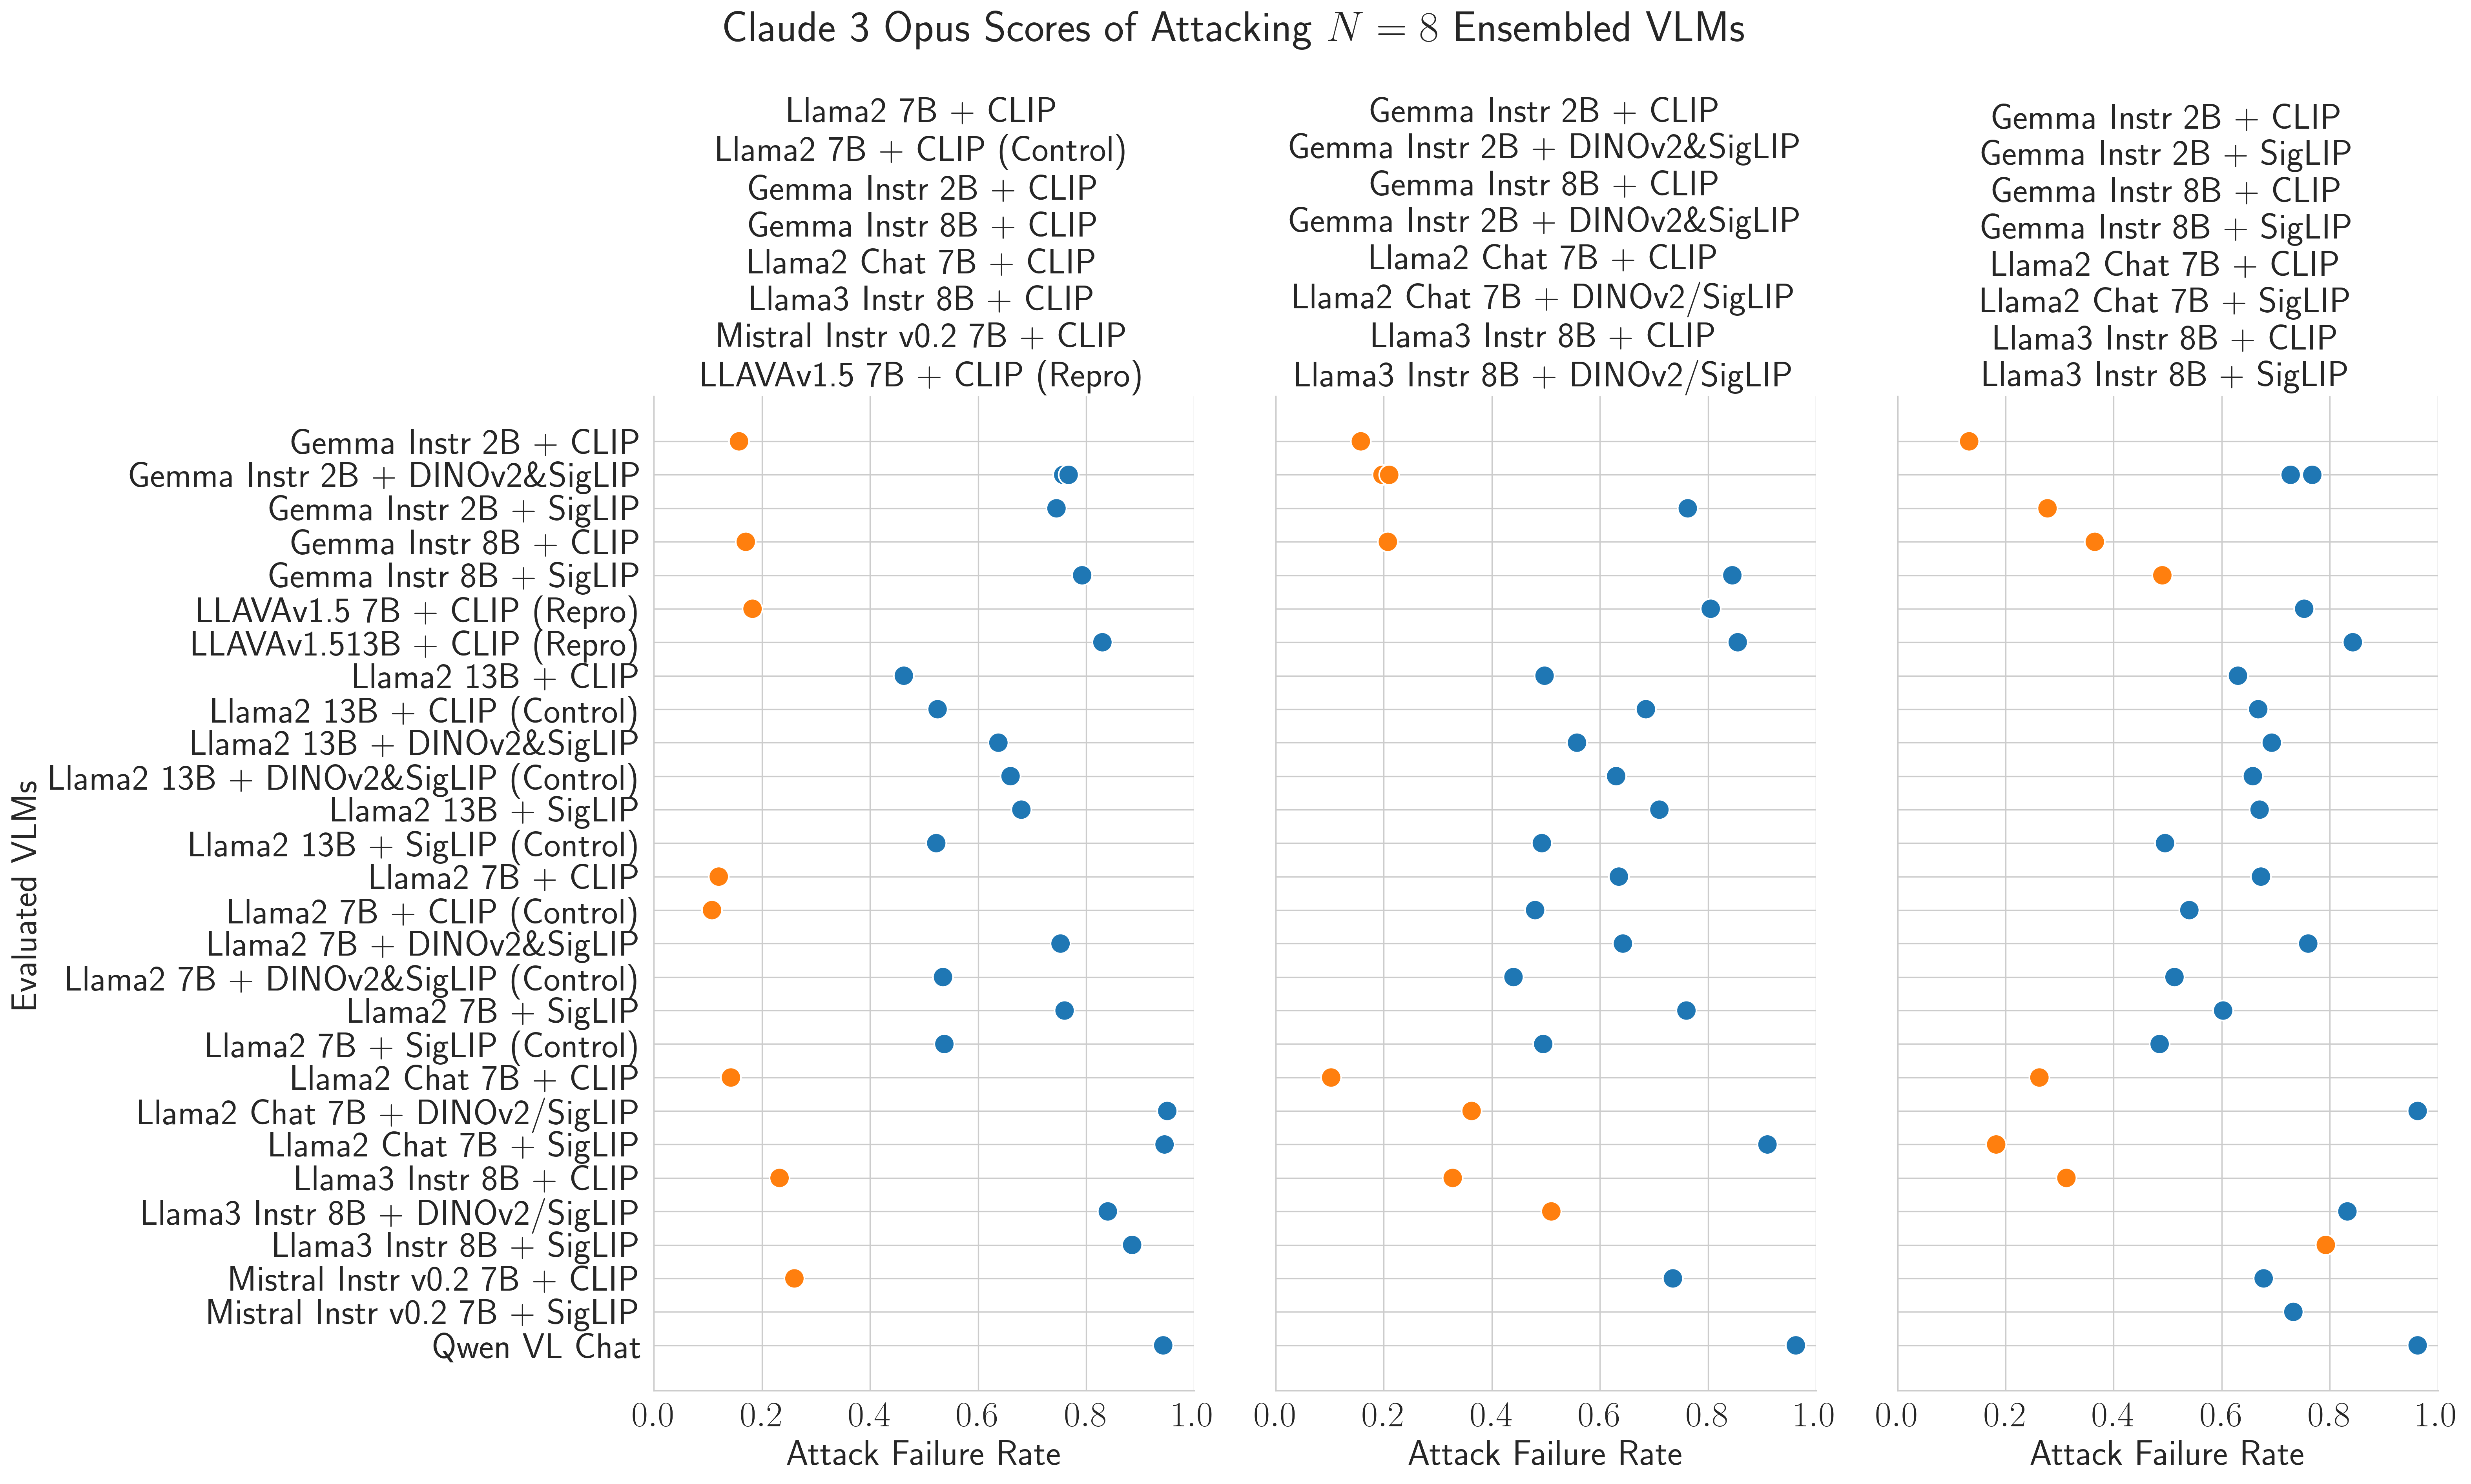 Claude 3 Opus Scores of Attacking N = 8 Ensembled VLMs
Llama2 7B + CLIP
Llama2 7B + CLIP (Control)
Gemma Instr 2B + CLIP
Gemma Instr 8B + CLIP
Llama2 Chat 7B + CLIP
Llama3 Instr 8B + CLIP
Mistral Instr v0.2 7B + CLIP
LLAVAv1.5 7B + CLIP (Repro)
Gemma Instr 2B + CLIP
Gemma Instr 2B + DINOv2&SigLIP
Gemma Instr 8B + CLIP
Gemma Instr 2B + DINOv2&SigLIP
Llama2 Chat 7B + CLIP
Llama2 Chat 7B + DINOv2/SigLIP
Llama3 Instr 8B + CLIP
Llama3 Instr 8B + DINOv2/SigLIP
Gemma Instr 2B + CLIP
Gemma Instr 2B + SigLIP
Gemma Instr 8B + CLIP
Gemma Instr 8B + SigLIP
Llama2 Chat 7B + CLIP
Llama2 Chat 7B + SigLIP
Llama3 Instr 8B + CLIP
Llama3 Instr 8B + SigLIP
Evaluated VLMs
Gemma Instr 2B + CLIP
Gemma Instr 2B + DINOv2&SigLIP
Gemma Instr 2B + SigLIP
Gemma Instr 8B + CLIP
Gemma Instr 8B + SigLIP
LLAVAv1.5 7B + CLIP (Repro)
LLAVAv1.513B + CLIP (Repro)
Llama2 13B + CLIP
Llama2 13B + CLIP (Control)
Llama2 13B + DINOv2&SigLIP
Llama2 13B + DINOv2&SigLIP (Control)
Llama2 13B + SigLIP
Llama2 13B + SigLIP (Control)
Llama2 7B + CLIP
Llama2 7B + CLIP (Control)
Llama2 7B + DINOv2&SigLIP
Llama2 7B + DINOv2&SigLIP (Control)
Llama2 7B + SigLIP
Llama2 7B + SigLIP (Control)
Llama2 Chat 7B + CLIP
Llama2 Chat 7B + DINOv2/SigLIP
Llama2 Chat 7B + SigLIP
Llama3 Instr 8B + CLIP
Llama3 Instr 8B + DINOv2/SigLIP
Llama3 Instr 8B + SigLIP
Mistral Instr v0.2 7B + CLIP
Mistral Instr v0.2 7B + SigLIP
Qwen VL Chat
0.0 0.2 0.4 0.6 0.8 1.0
Attack Failure Rate
0.0 0.2 0.4 0.6 0.8 1.0
Attack Failure Rate
0.0 0.2 0.4 0.6 0.8 1.0
Attack Failure Rate